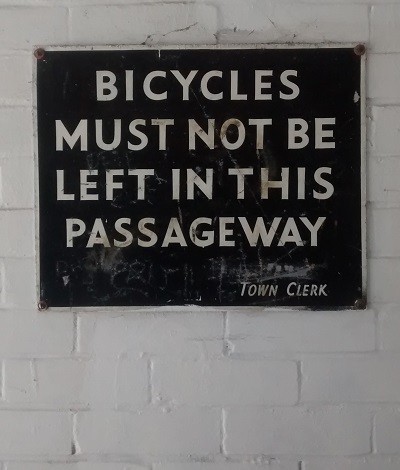 BICYCLES
MUST NOT BE
LEFT IN THIS
PASSAGEWAY
TOWN CLERK